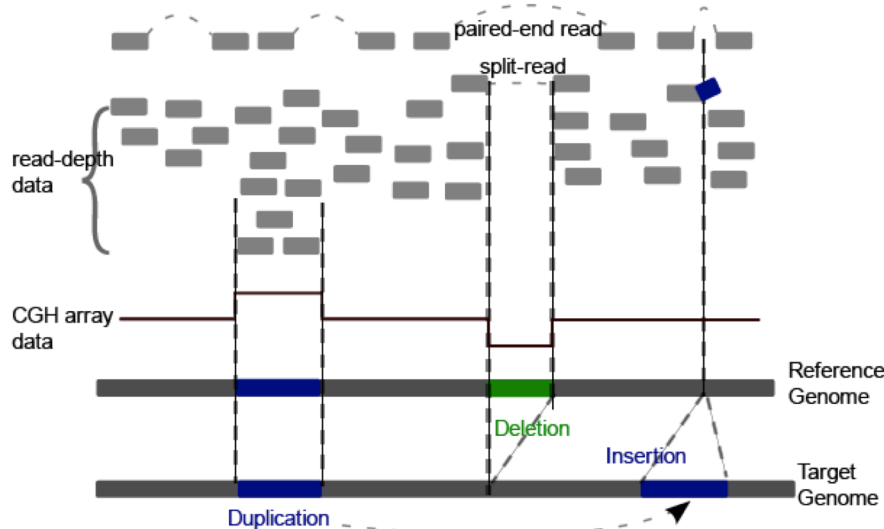 paired-end read
split-read
read-depth
data
CGH array
data
Reference
Genome
Deletion
Insertion
Target
Genome
Duplication